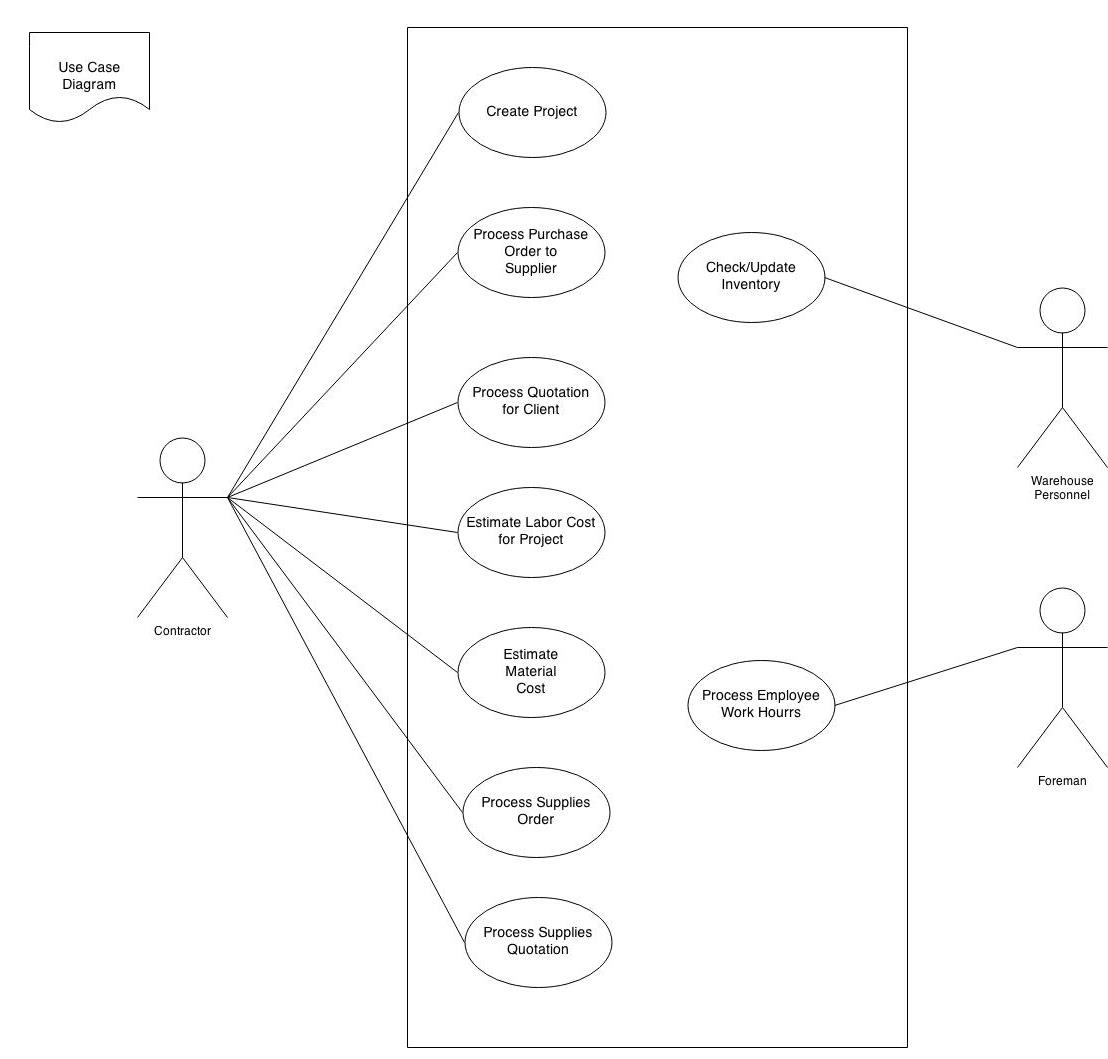 Use Case
Diagram
Create Project
Process Purchase
Order to
Supplier
Check/Update
Inventory
Process Quotation
for Client
Warehouse
Personnel
Estimate Labor Cost
for Project
Contractor
Estimate
Material
Cost
Process Employee
Work Hourrs
Foreman
Process Supplies
Order
Process Supplies
Quotation